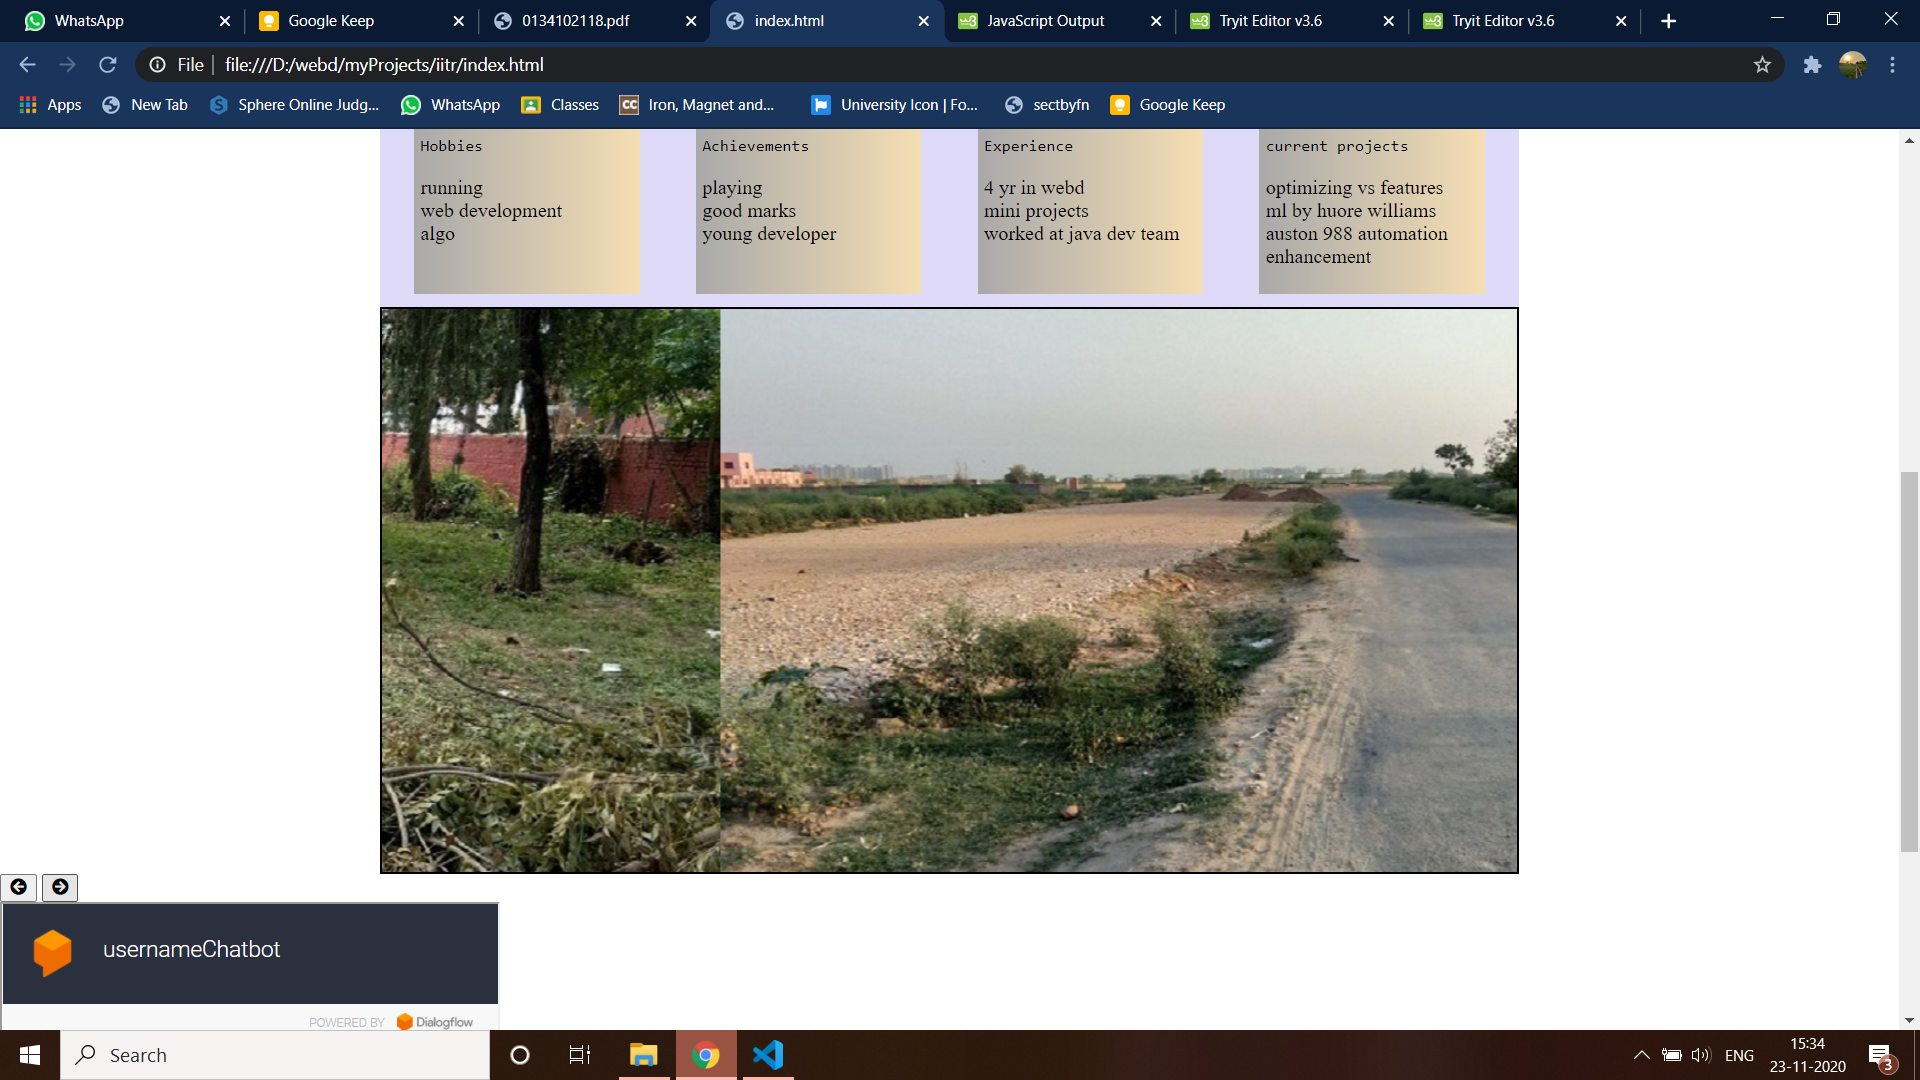 WhatsApp
Google Keep
0134102118.pdf
index.html
JavaScript Output
Tryit Editor v3.6
Tryit Editor v3.6
File
file:///D:/webd/myProjects/iitr/index.html
Apps
New Tab
Sphere Online Judg...
WhatsApp
Classes
CC
Iron, Magnet and...
University Icon | Fo...
sectbyfn
Google Keep
Hobbies
running
web development
algo
Achievements
playing
good marks
young developer
Experience
4 yr in webd
mini projects
worked at java dev team
current projects
optimizing vs features
ml by huore williams
auston 988 automation
enhancement
usernameChatbot
POWERED BY Dialogflow
Search
ENG
15:34
23-11-2020
3